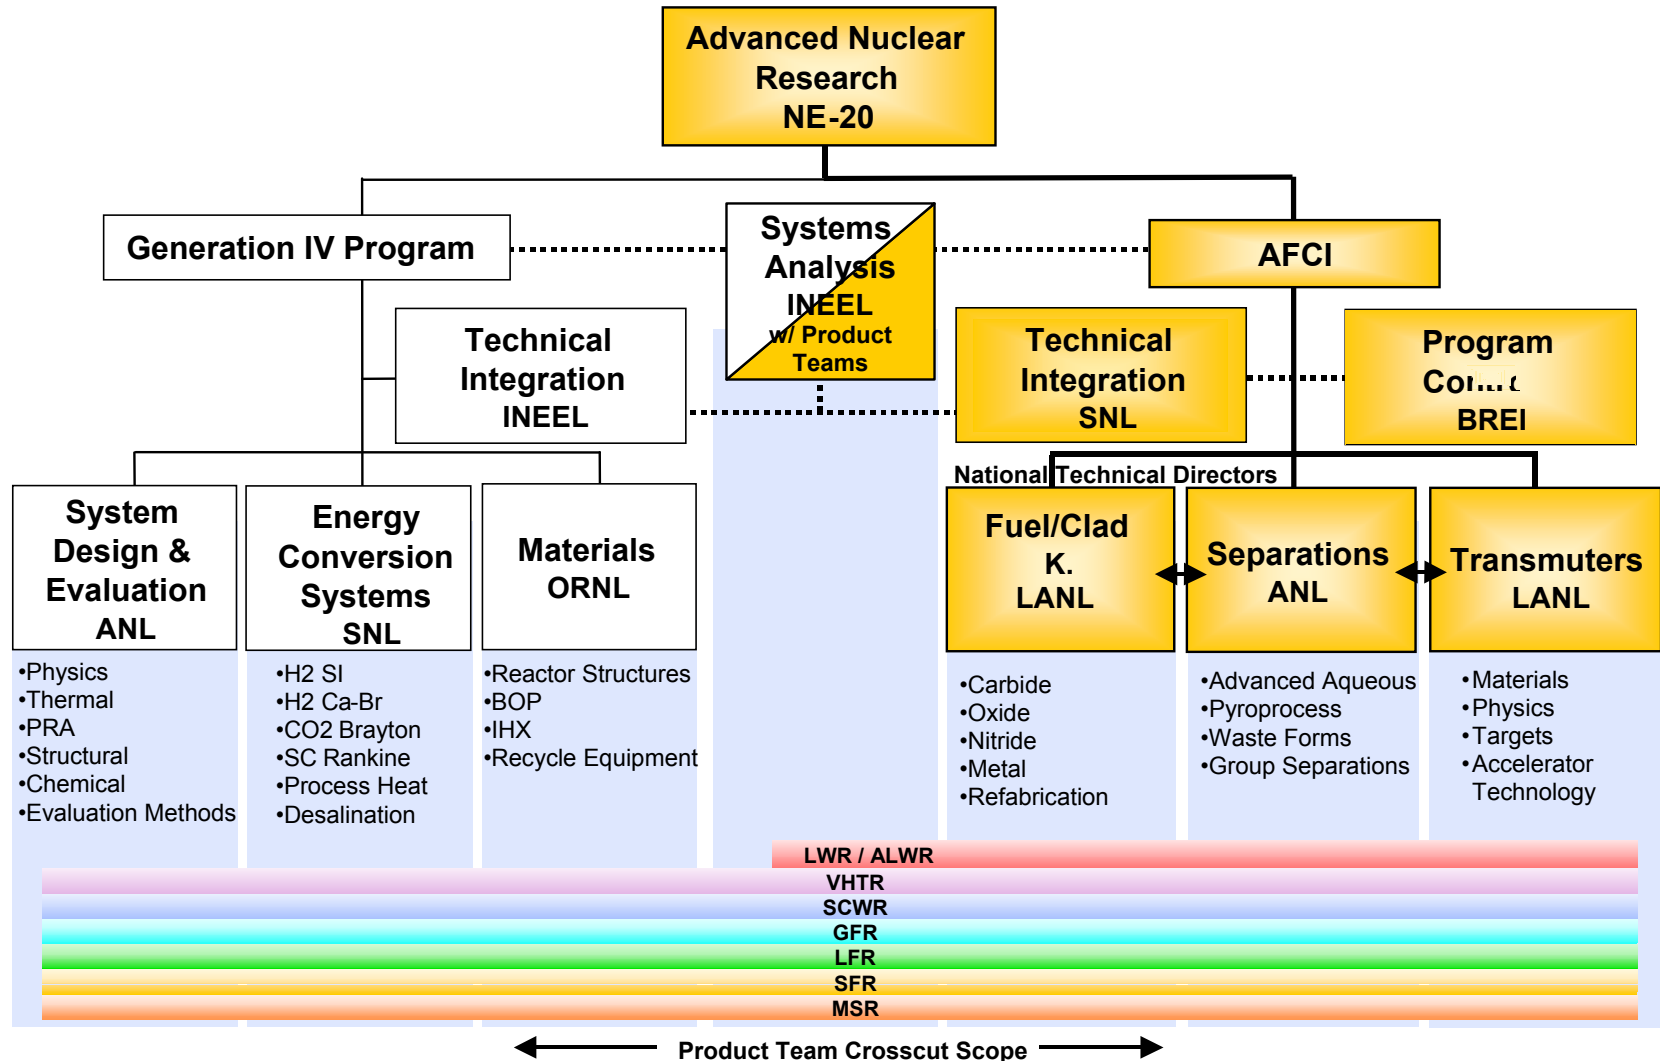 Advanced Nuclear
Research
NE-20
Generation IV Program
Systems
Analysis
INEEL
w/ Product
Teams
AFCI
Technical
Integration
INEEL
Technical
Integration
SNL
Program
BREI
National Technical Directors
System
Design &
Evaluation
ANL
Energy
Conversion
Systems
SNL
Materials
ORNL
Fuel/Clad
K.
LANL
Separations
ANL
Transmuters
LANL
•Physics
•Thermal
•PRA
•Structural
•Chemical
•Evaluation Methods
•H2 SI
•H2 Ca-Br
•CO2 Brayton
•SC Rankine
•Process Heat
•Desalination
•Reactor Structures
•BOP
•IHX
•Recycle Equipment
•Carbide
•Oxide
•Nitride
•Metal
•Refabrication
•Advanced Aqueous
•Pyroprocess
•Waste Forms
•Group Separations
•Materials
•Physics
•Targets
•Accelerator
Technology
LWR / ALWR
VHTR
SCWR
GFR
LFR
SFR
MSR
Product Team Crosscut Scope